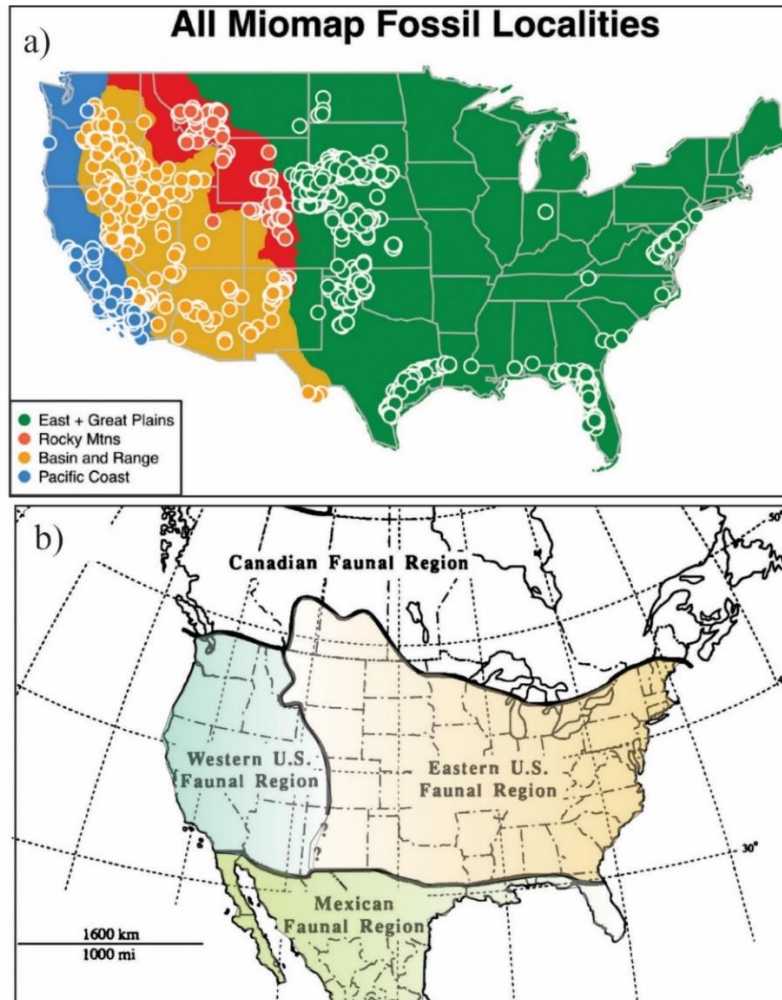 All Miomap Fossil Localities
a)
East + Great Plains
Rocky Mtns
Basin and Range
Pacific Coast
b)
50°
Canadian Faunal Region
Western U.S.
Faunal Region
Eastern U.S.
Faunal Region
30°
Mexican
Faunal Region
1600 km
1000 mi